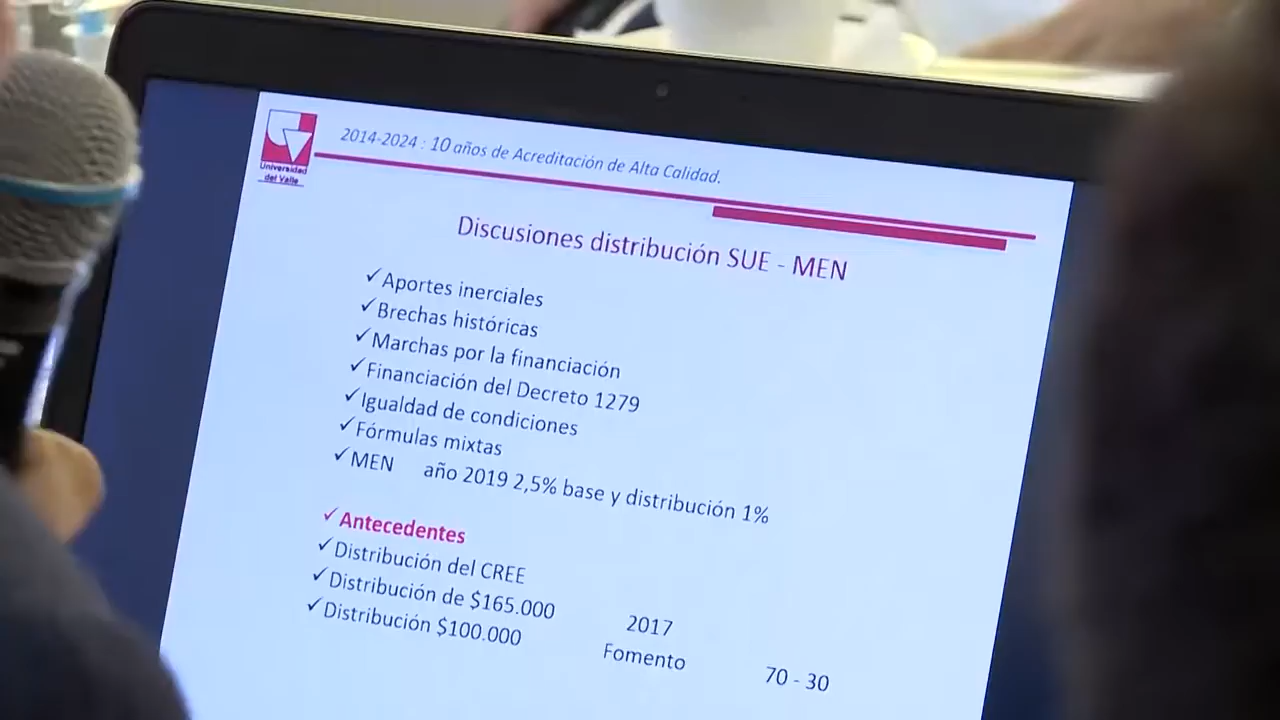 Universidad
del Valle
2014-2024 : 10 años de Acreditación de Alta Calidad.
Discusiones distribución SUE - MEN
✓Aportes inerciales
✓Brechas históricas
✓Marchas por la financiación
✓Financiación del Decreto 1279
✓Igualdad de condiciones
✓Fórmulas mixtas
✓MEN año 2019 2,5% base y distribución 1%
✓Antecedentes
✓Distribución del CREE
✓Distribución de $165.000 2017
✓Distribución $100.000 Fomento 70 - 30